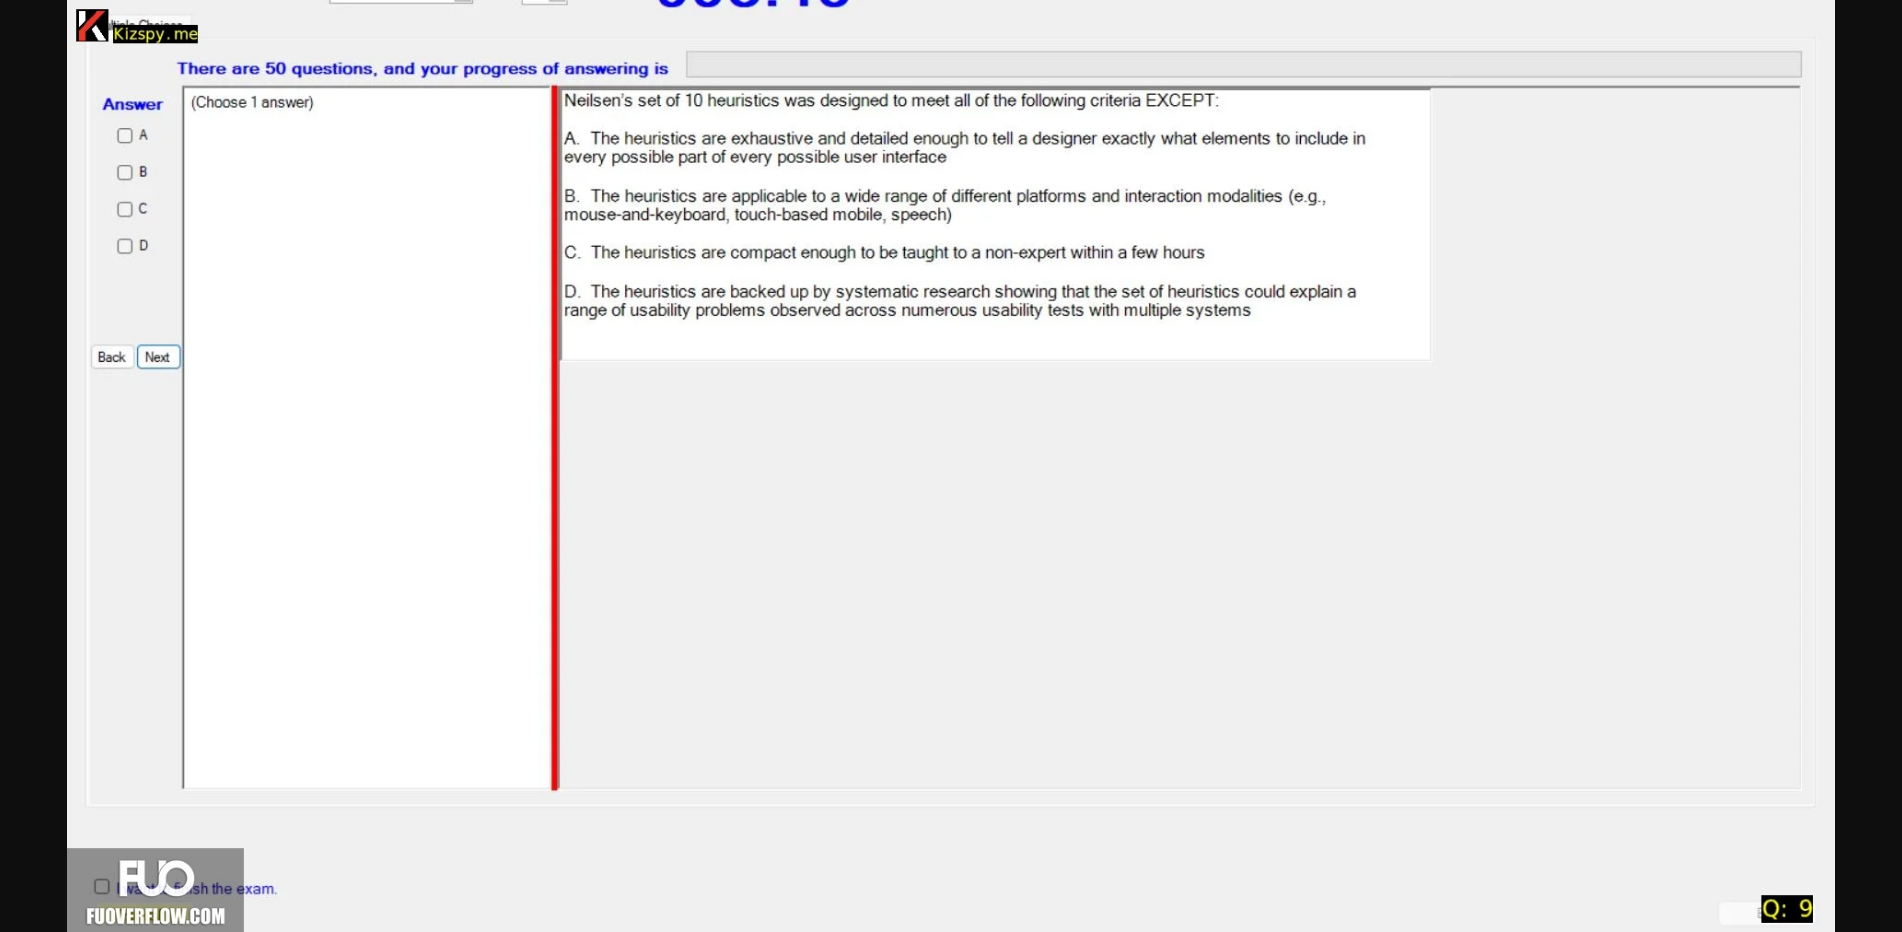 Kizspy.me
There are 50 questions, and your progress of answering is
Answer
(Choose 1 answer)
A
B
C
D
Back
Next
Neilsen's set of 10 heuristics was designed to meet all of the following criteria EXCEPT:
A. The heuristics are exhaustive and detailed enough to tell a designer exactly what elements to include in
every possible part of every possible user interface
B. The heuristics are applicable to a wide range of different platforms and interaction modalities (e.g.,
mouse-and-keyboard, touch-based mobile, speech)
C. The heuristics are compact enough to be taught to a non-expert within a few hours
D. The heuristics are backed up by systematic research showing that the set of heuristics could explain a
range of usability problems observed across numerous usability tests with multiple systems
FUO
the exam.
FUOVERFLOW.COM
Q: 9